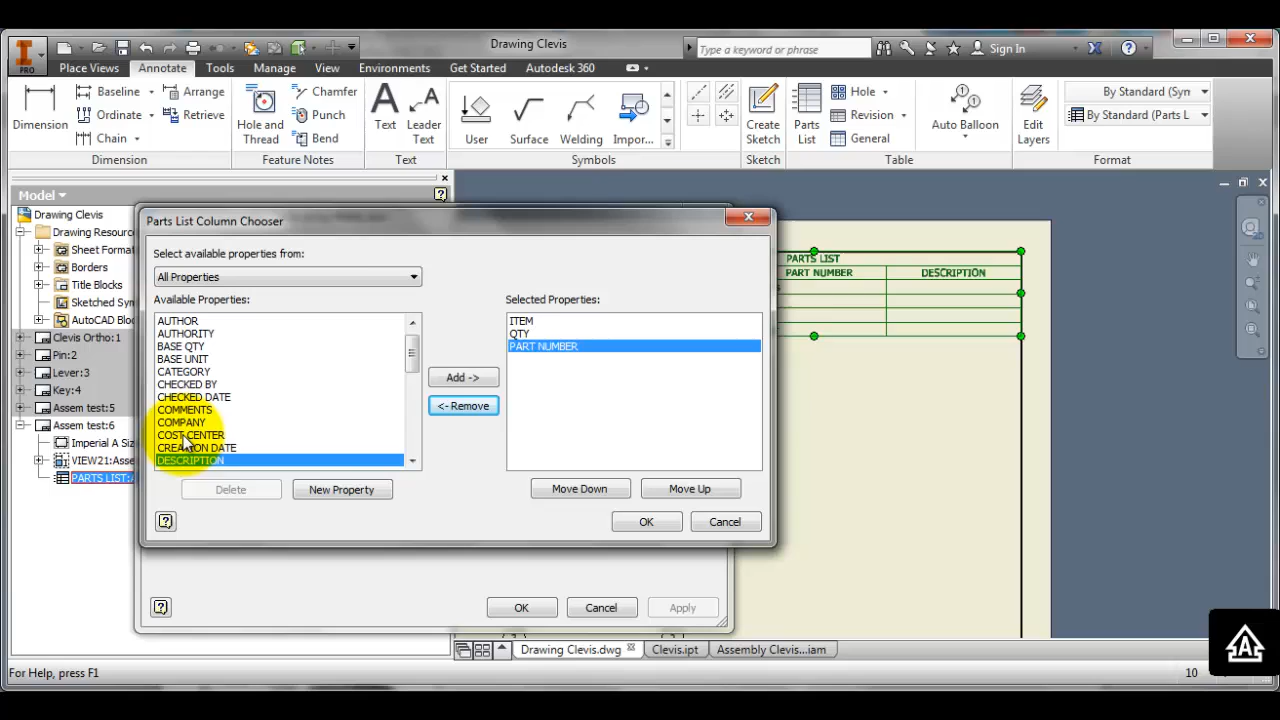 Drawing Clevis
Type a keyword or phrase
Sign In
PRO
Place Views
Annotate
Tools
Manage
View
Environments
Get Started
Autodesk 360
Dimension
Baseline
Ordinate
Chain
Arrange
Retrieve
Dimension
Hole and Thread
Chamfer
Punch
Bend
Feature Notes
Text
Leader Text
Text
User
Surface
Welding
Impor...
Symbols
Create Sketch
Sketch
Parts List
Hole
Revision
General
Auto Balloon
Table
Edit Layers
By Standard (Syn
By Standard (Parts L
Format
Model
Drawing Clevis
Drawing Resourc
Sheet Format
Borders
Title Blocks
Sketched Sym
AutoCAD Bloc
Clevis Ortho:1
Pin:2
Lever:3
Key:4
Assem test:5
Assem test:6
Imperial A Siz
VIEW21:Asse
PARTS LIST:
Parts List Column Chooser
Select available properties from:
All Properties
Available Properties:
AUTHOR
AUTHORITY
BASE QTY
BASE UNIT
CATEGORY
CHECKED BY
CHECKED DATE
COMMENTS
COMPANY
COST CENTER
CREATION DATE
DESCRIPTION
Add ->
<- Remove
Selected Properties:
ITEM
QTY
PART NUMBER
Delete
New Property
Move Down
Move Up
OK
Cancel
OK
Cancel
Apply
PARTS LIST
PART NUMBER
DESCRIPTION
Drawing Clevis.dwg
Clevis.ipt
Assembly Clevis....iam
For Help, press F1
10